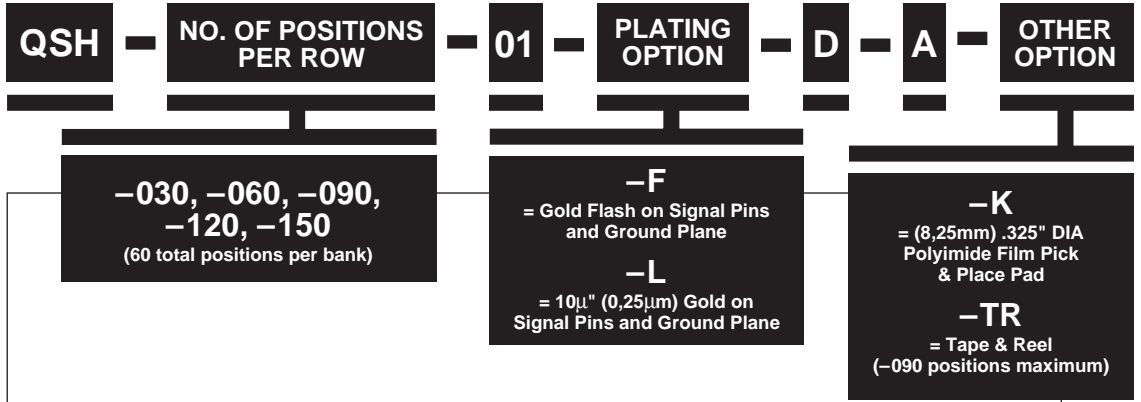 QSH – NO. OF POSITIONS PER ROW – 01 – PLATING OPTION – D – A – OTHER OPTION
–030, –060, –090,
–120, –150
(60 total positions per bank)
–F
= Gold Flash on Signal Pins
and Ground Plane
–L
= 10µ" (0,25µm) Gold on
Signal Pins and Ground Plane
–K
= (8,25mm) .325" DIA
Polyimide Film Pick
& Place Pad
–TR
= Tape & Reel
(–090 positions maximum)